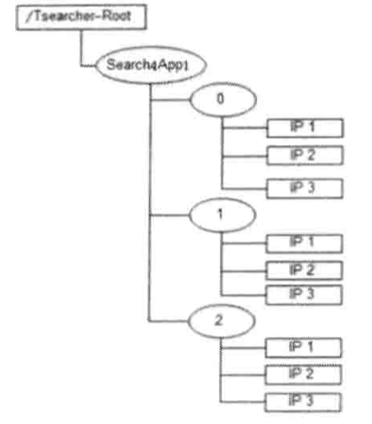 /Tsearcher-Root
Search4App1
0
IP 1
IP 2
IP 3
1
IP 1
IP 2
IP 3
2
IP 1
IP 2
IP 3